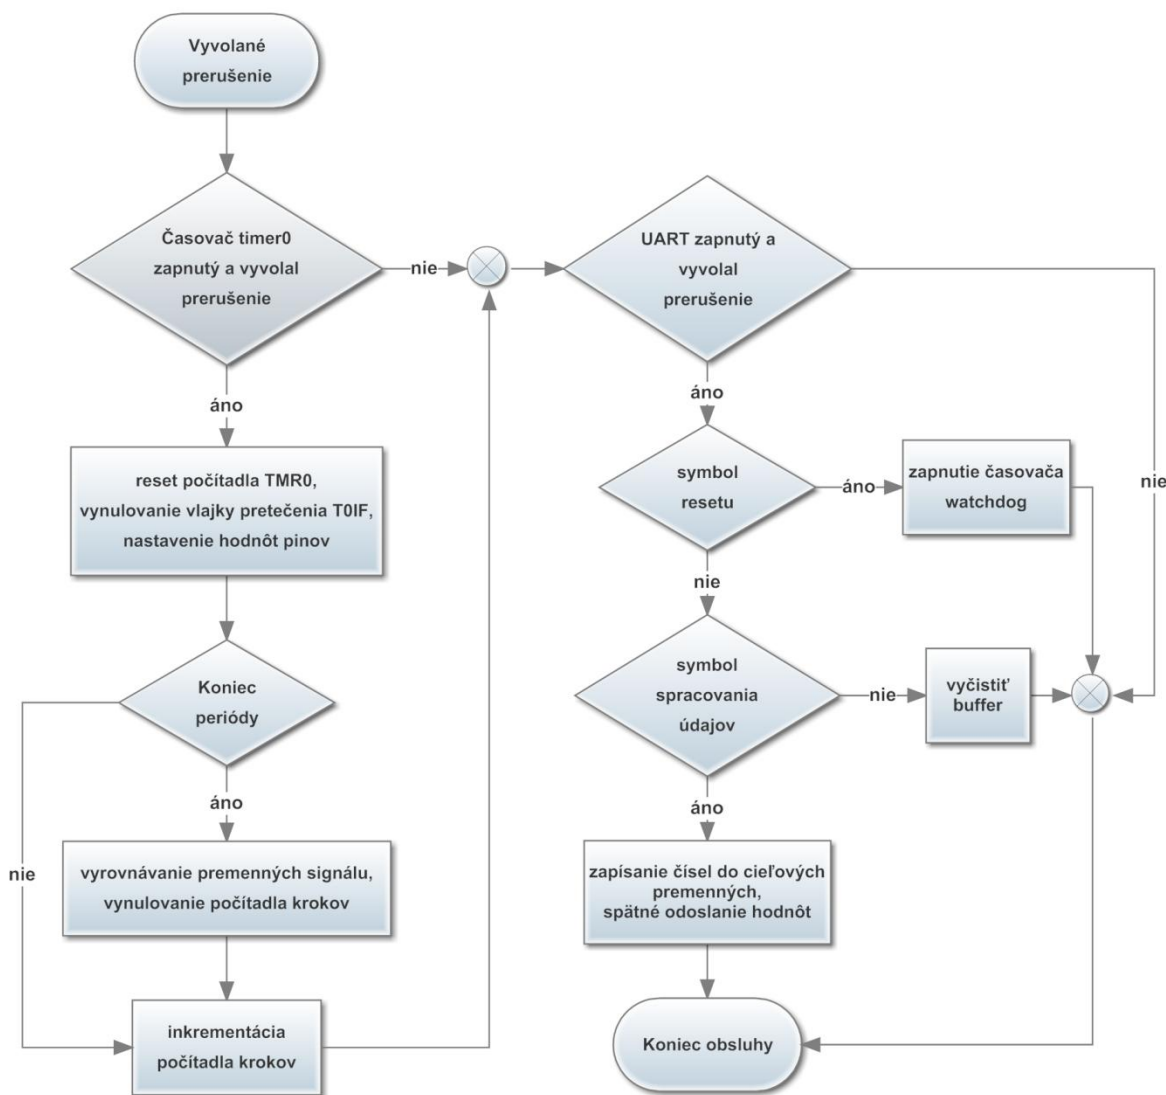 Vyvolané
prerušenie
Časovač timer0
zapnutý a vyvolal
prerušenie
nie
áno
reset počítadla TMR0,
vynulovanie vlajky pretečenia T0IF,
nastavenie hodnôt pinov
Koniec
periódy
áno
nie
vyrovnávanie premenných signálu,
vynulovanie počítadla krokov
inkrementácia
počítadla krokov
UART zapnutý a
vyvolal
prerušenie
nie
áno
symbol
resetu
áno
zapnutie časovača
watchdog
nie
symbol
spracovania
údajov
nie
vyčistiť
buffer
áno
zapísanie čísel do cieľových
premenných,
spätné odoslanie hodnôt
Koniec obsluhy